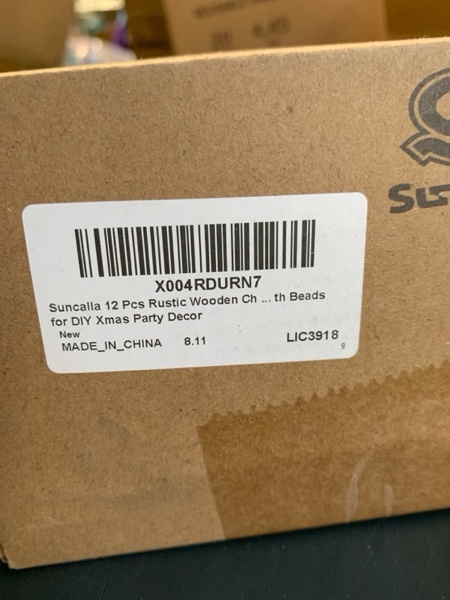 X004RDURN7
Suncalla 12 Pcs Rustic Wooden Ch ... th Beads
for DIY Xmas Party Decor
New
MADE_IN_CHINA 8.11 LIC3918
9